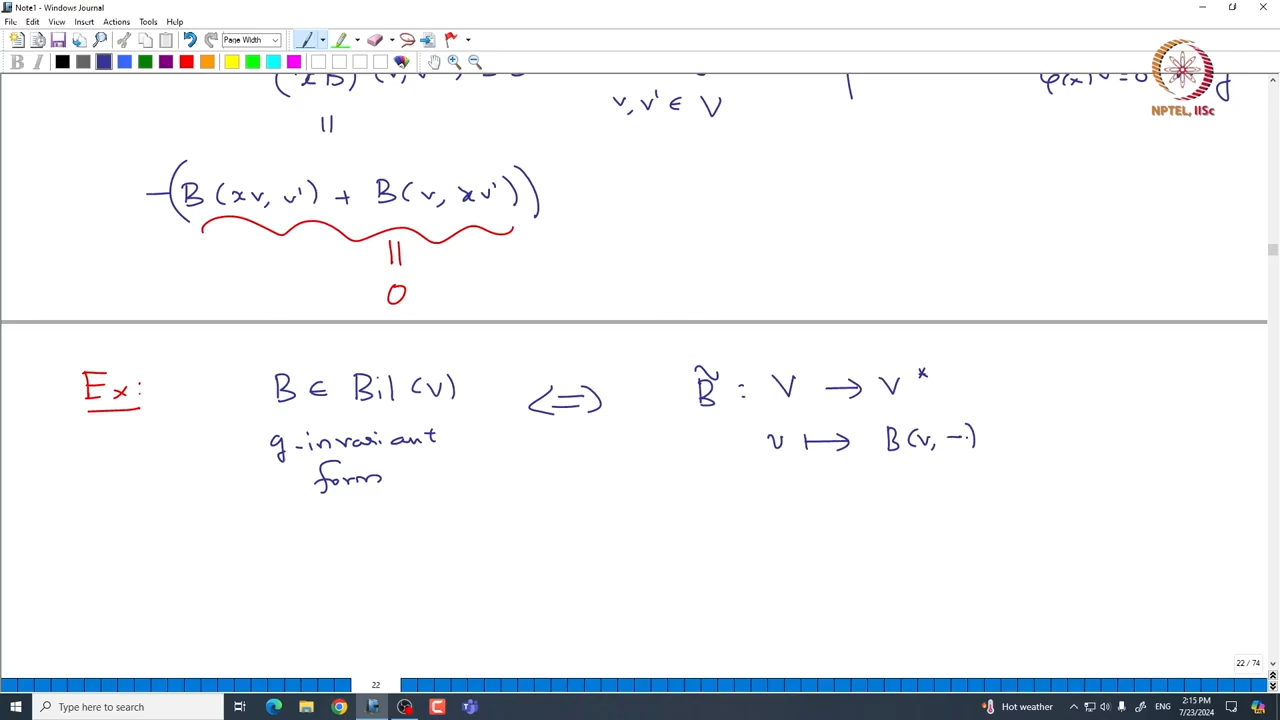 Note1 - Windows Journal
File Edit View Insert Actions Tools Help
Page Width
B I
v, v' ∈ V
φ(x) v = 0
NPTEL, IISc
||
-(B(xv, v') + B(v, xv'))
||
0
Ex: B ∈ Bil(V) <=> B̃ : V → V*
v ↦ B(v, -)
g-invariant
form
22 / 74
22
Type here to search
Hot weather
ENG
2:15 PM
7/23/2024